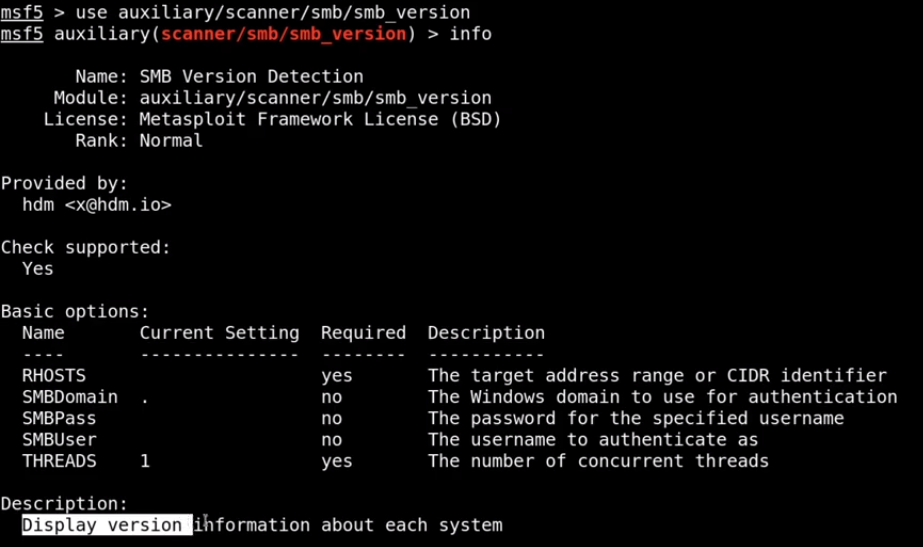 msf5 > use auxiliary/scanner/smb/smb_version
msf5 auxiliary(scanner/smb/smb_version) > info
Name: SMB Version Detection
Module: auxiliary/scanner/smb/smb_version
License: Metasploit Framework License (BSD)
Rank: Normal
Provided by:
hdm <x@hdm.io>
Check supported:
Yes
Basic options:
Name Current Setting Required Description
---- --------------- -------- -----------
RHOSTS yes The target address range or CIDR identifier
SMBDomain . no The Windows domain to use for authentication
SMBPass no The password for the specified username
SMBUser no The username to authenticate as
THREADS 1 yes The number of concurrent threads
Description:
Display version information about each system